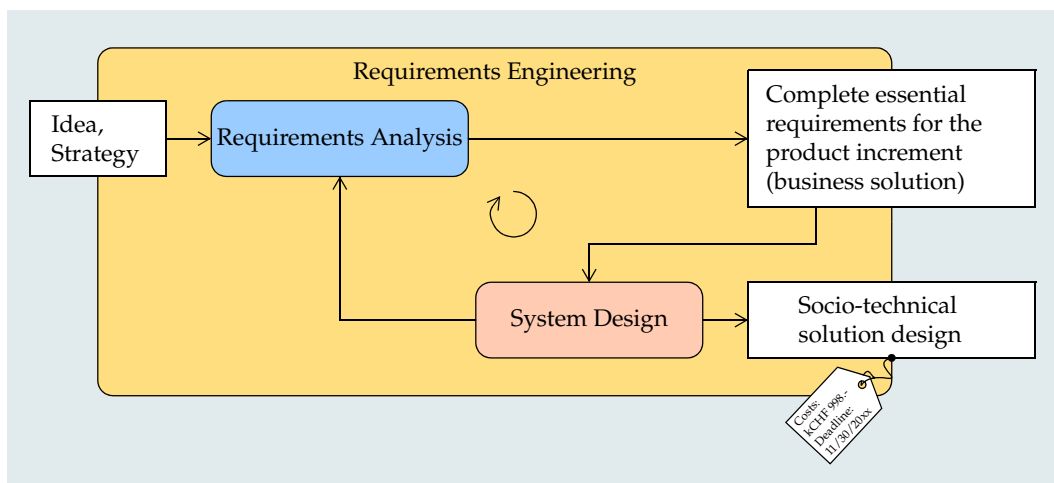 Requirements Engineering
Idea,
Strategy
Requirements Analysis
Complete essential
requirements for the
product increment
(business solution)
System Design
Socio-technical
solution design
Costs:
kCHF 998.-
Deadline:
11/30/20xx